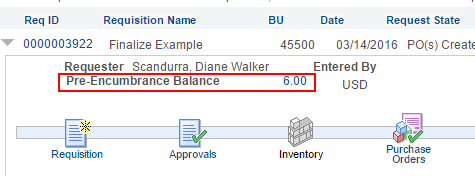 Req ID Requisition Name BU Date Request State
0000003922 Finalize Example 45500 03/14/2016 PO(s) Create
Requester Scandurra, Diane Walker Entered By
Pre-Encumbrance Balance 6.00 USD
Requisition Approvals Inventory Purchase
Orders